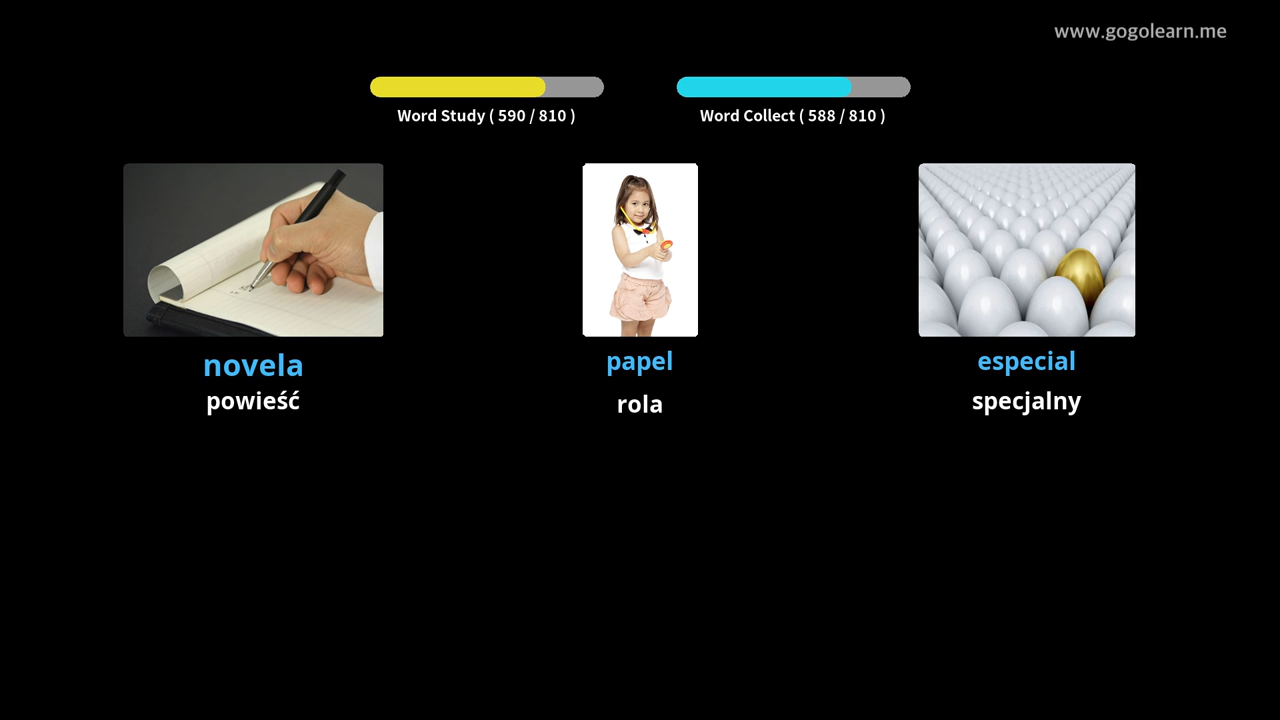 www.gogolearn.me
Word Study ( 590 / 810 )
Word Collect ( 588 / 810 )
novela
powieść
papel
rola
especial
specjalny